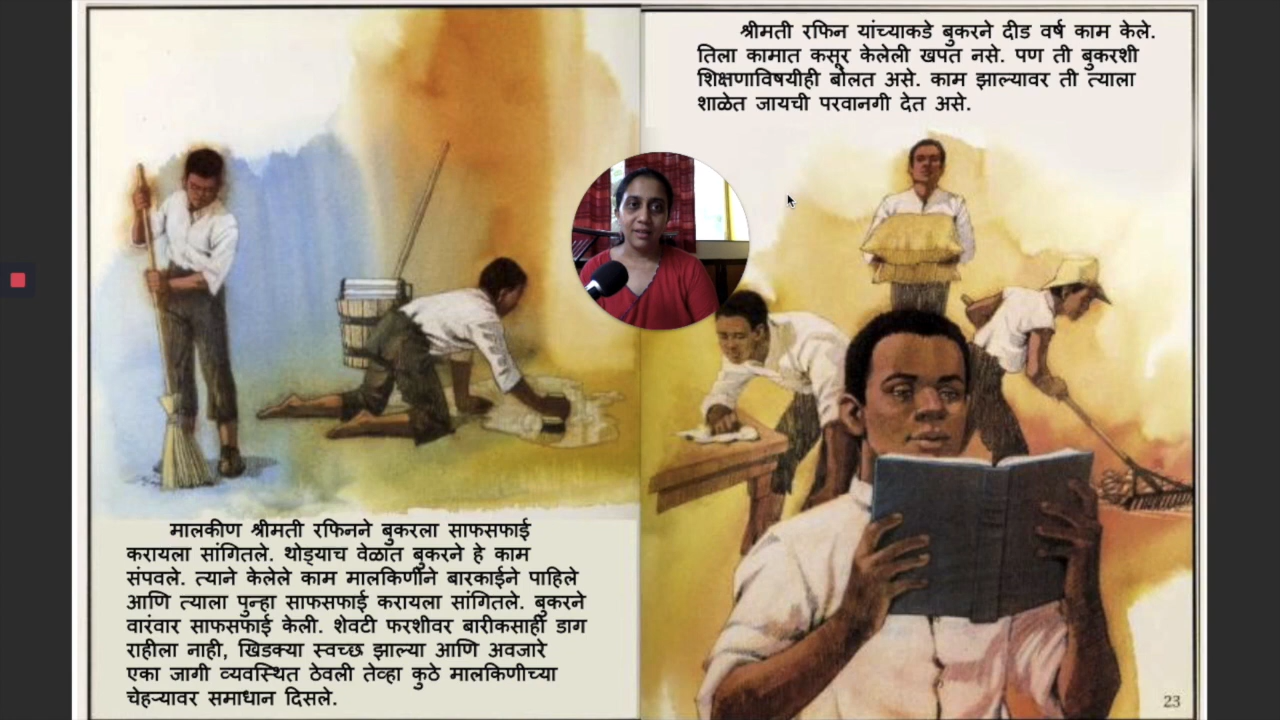 मालकीण श्रीमती रफिनने बुकरला साफसफाई
करायला सांगितले. थोड्याच वेळात बुकरने हे काम
संपवले. त्याने केलेले काम मालकिणीने बारकाईने पाहिले
आणि त्याला पुन्हा साफसफाई करायला सांगितले. बुकरने
वारंवार साफसफाई केली. शेवटी फरशीवर बारीकसाही डाग
राहीला नाही, खिडक्या स्वच्छ झाल्या आणि अवजारे
एका जागी व्यवस्थित ठेवली तेव्हा कुठे मालकिणीच्या
चेहऱ्यावर समाधान दिसले.
श्रीमती रफिन यांच्याकडे बुकरने दीड वर्ष काम केले.
तिला कामात कसूर केलेली खपत नसे. पण ती बुकरशी
शिक्षणाविषयीही बोलत असे. काम झाल्यावर ती त्याला
शाळेत जायची परवानगी देत असे.
23